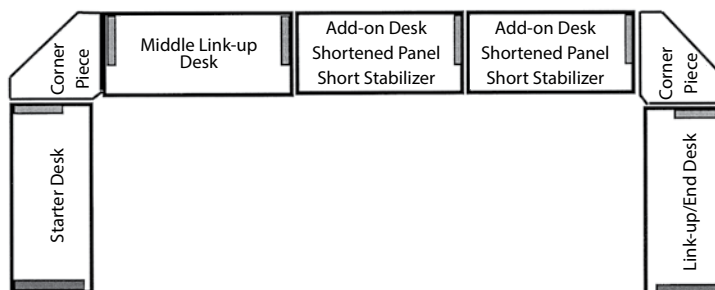 Corner
Piece
Middle Link-up
Desk
Add-on Desk
Shortened Panel
Short Stabilizer
Add-on Desk
Shortened Panel
Short Stabilizer
Corner
Piece
Starter Desk
Link-up/End Desk